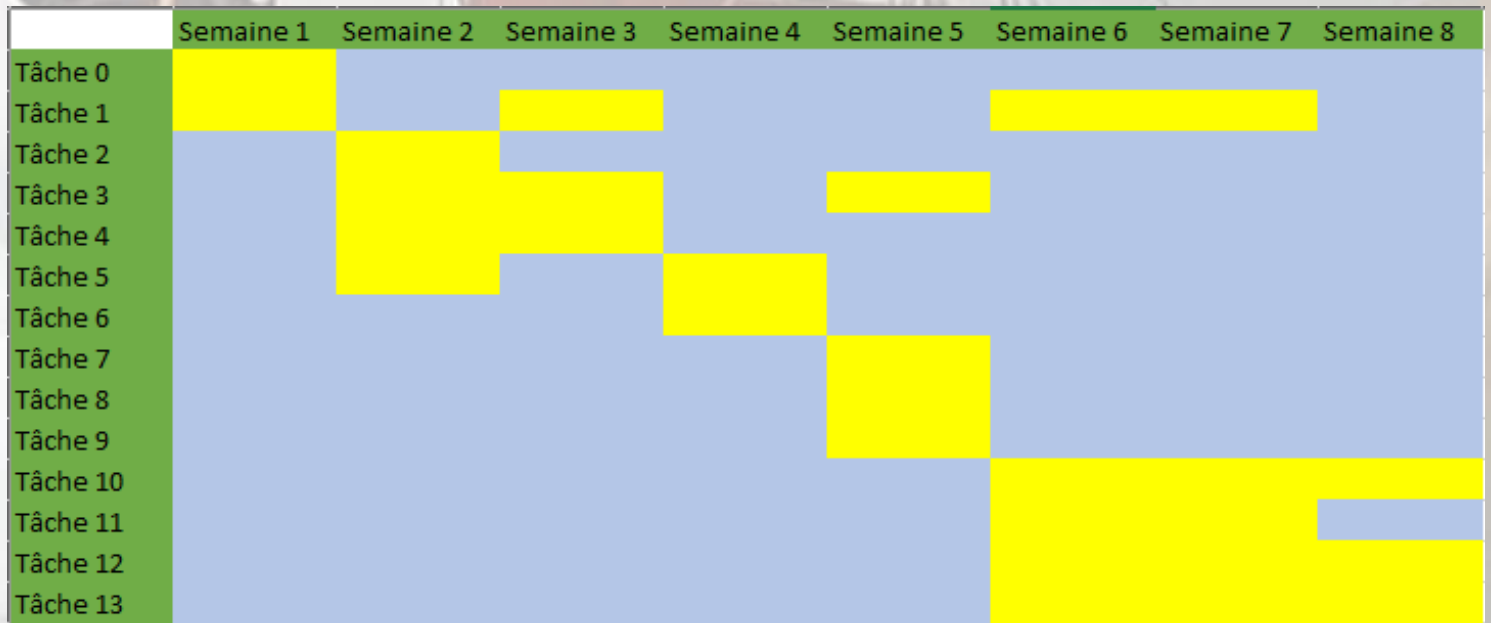 Semaine 1 Semaine 2 Semaine 3 Semaine 4 Semaine 5 Semaine 6 Semaine 7 Semaine 8
Tâche 0
Tâche 1
Tâche 2
Tâche 3
Tâche 4
Tâche 5
Tâche 6
Tâche 7
Tâche 8
Tâche 9
Tâche 10
Tâche 11
Tâche 12
Tâche 13